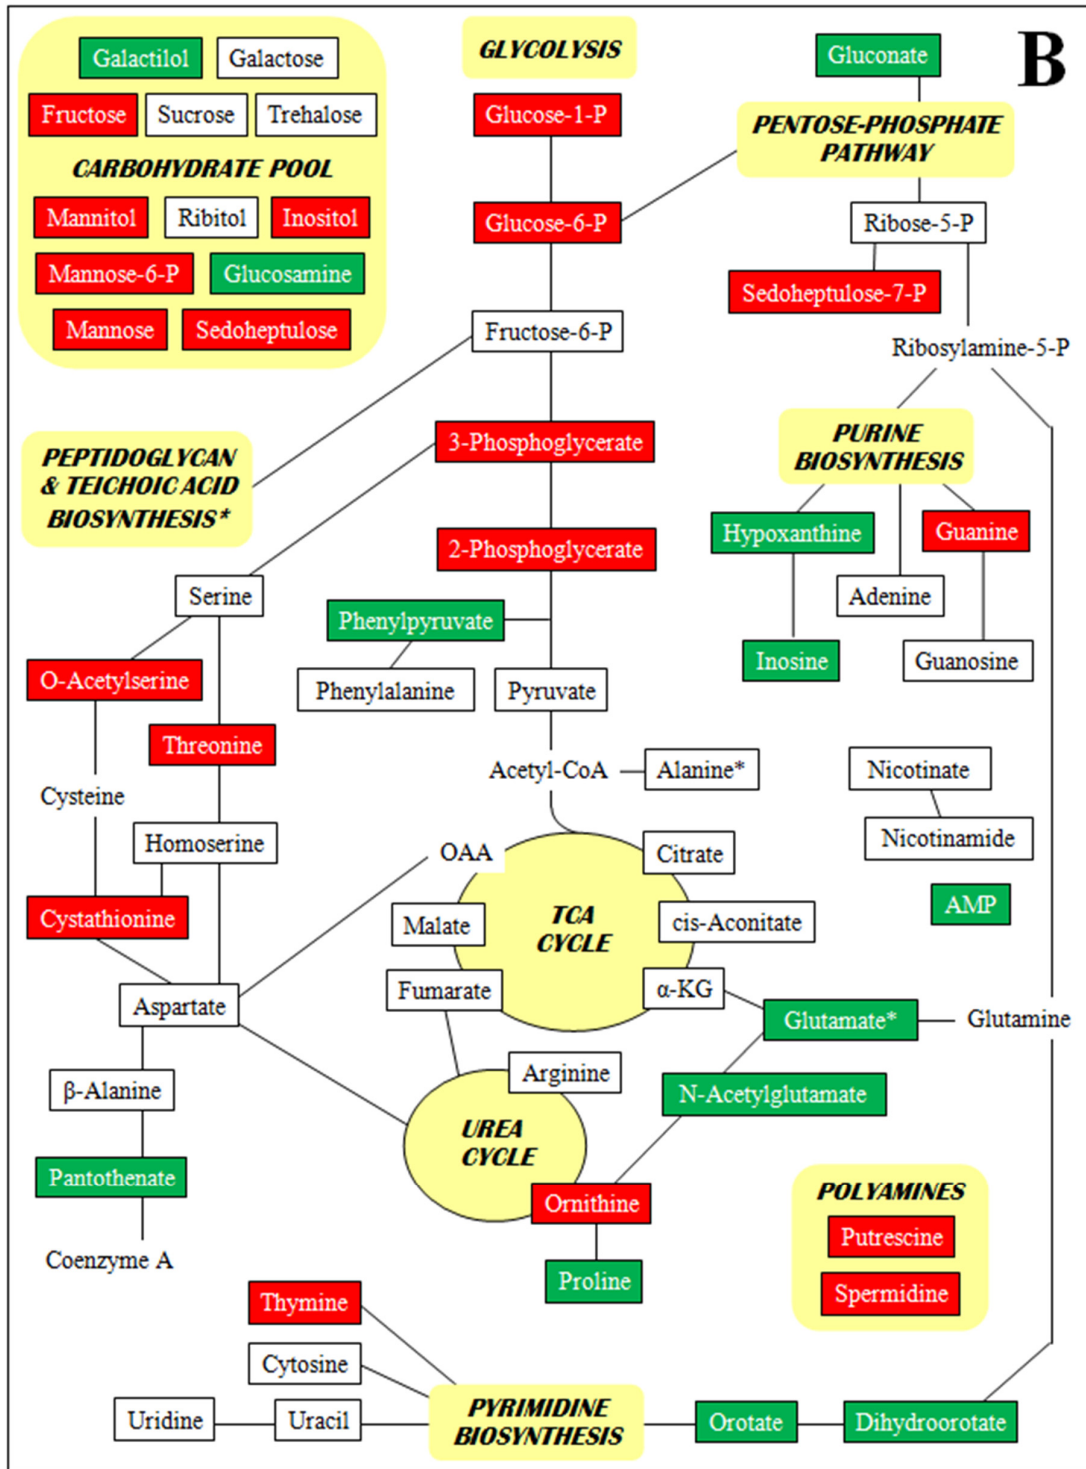 B
Galactilol
Galactose
Fructose
Sucrose
Trehalose
CARBOHYDRATE POOL
Mannitol
Ribitol
Inositol
Mannose-6-P
Glucosamine
Mannose
Sedoheptulose
GLYCOLYSIS
Glucose-1-P
Glucose-6-P
Fructose-6-P
3-Phosphoglycerate
2-Phosphoglycerate
Phenylpyruvate
Phenylalanine
Pyruvate
Acetyl-CoA
Alanine*
Gluconate
PENTOSE-PHOSPHATE
PATHWAY
Ribose-5-P
Sedoheptulose-7-P
Ribosylamine-5-P
PURINE
BIOSYNTHESIS
Hypoxanthine
Guanine
Adenine
Inosine
Guanosine
Nicotinate
Nicotinamide
AMP
PEPTIDOGLYCAN
& TEICHOIC ACID
BIOSYNTHESIS*
Serine
O-Acetylserine
Threonine
Cysteine
Homoserine
Cystathionine
Aspartate
β-Alanine
Pantothenate
Coenzyme A
OAA
Citrate
Malate
TCA
CYCLE
cis-Aconitate
Fumarate
α-KG
Glutamate*
Glutamine
Arginine
N-Acetylglutamate
UREA
CYCLE
Ornithine
Proline
POLYAMINES
Putrescine
Spermidine
Thymine
Cytosine
Uridine
Uracil
PYRIMIDINE
BIOSYNTHESIS
Orotate
Dihydroorotate